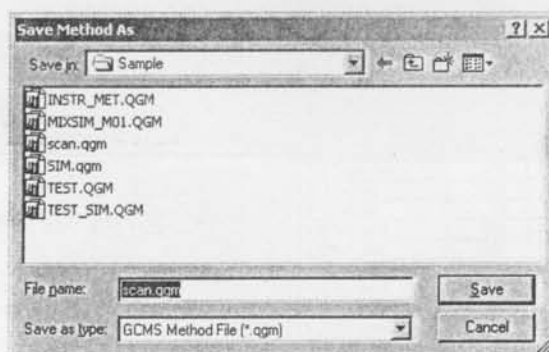 Save Method As
Save in: Sample
INSTR_MET.QGM
MIXSIM_M01.QGM
scan.qgm
SIM.qgm
TEST.QGM
TEST_SIM.QGM
File name: scan.qgm Save
Save as type: GCMS Method File (*.qgm) Cancel